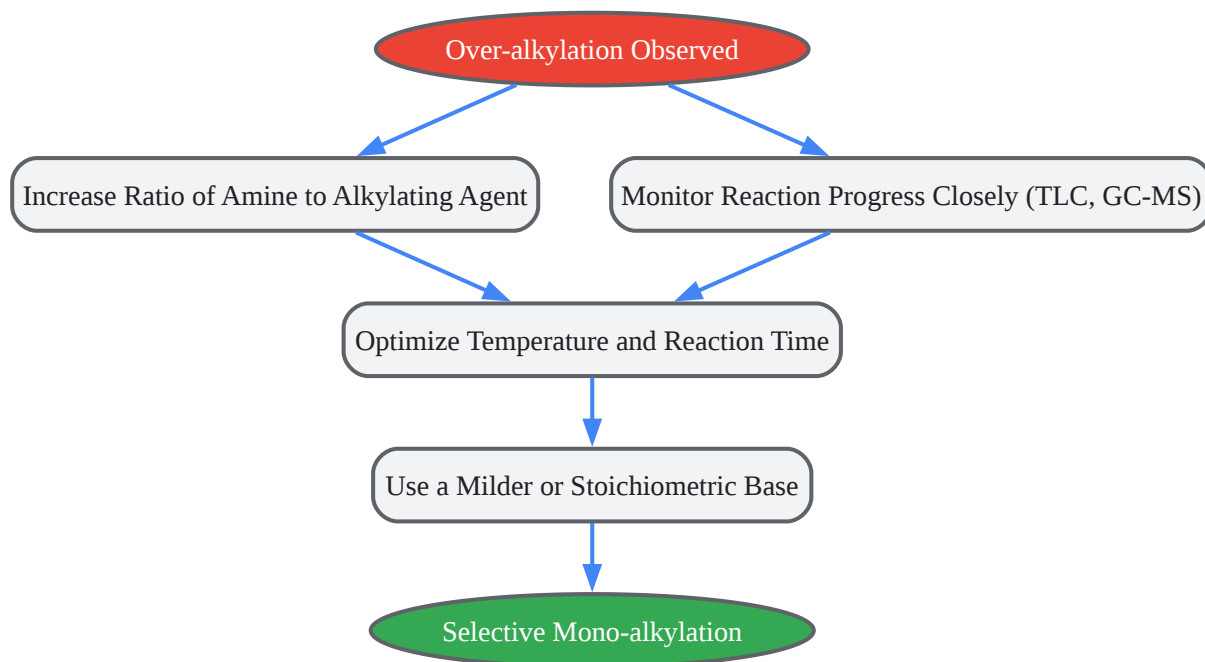 Over-alkylation Observed
Increase Ratio of Amine to Alkylating Agent
Monitor Reaction Progress Closely (TLC, GC-MS)
Optimize Temperature and Reaction Time
Use a Milder or Stoichiometric Base
Selective Mono-alkylation